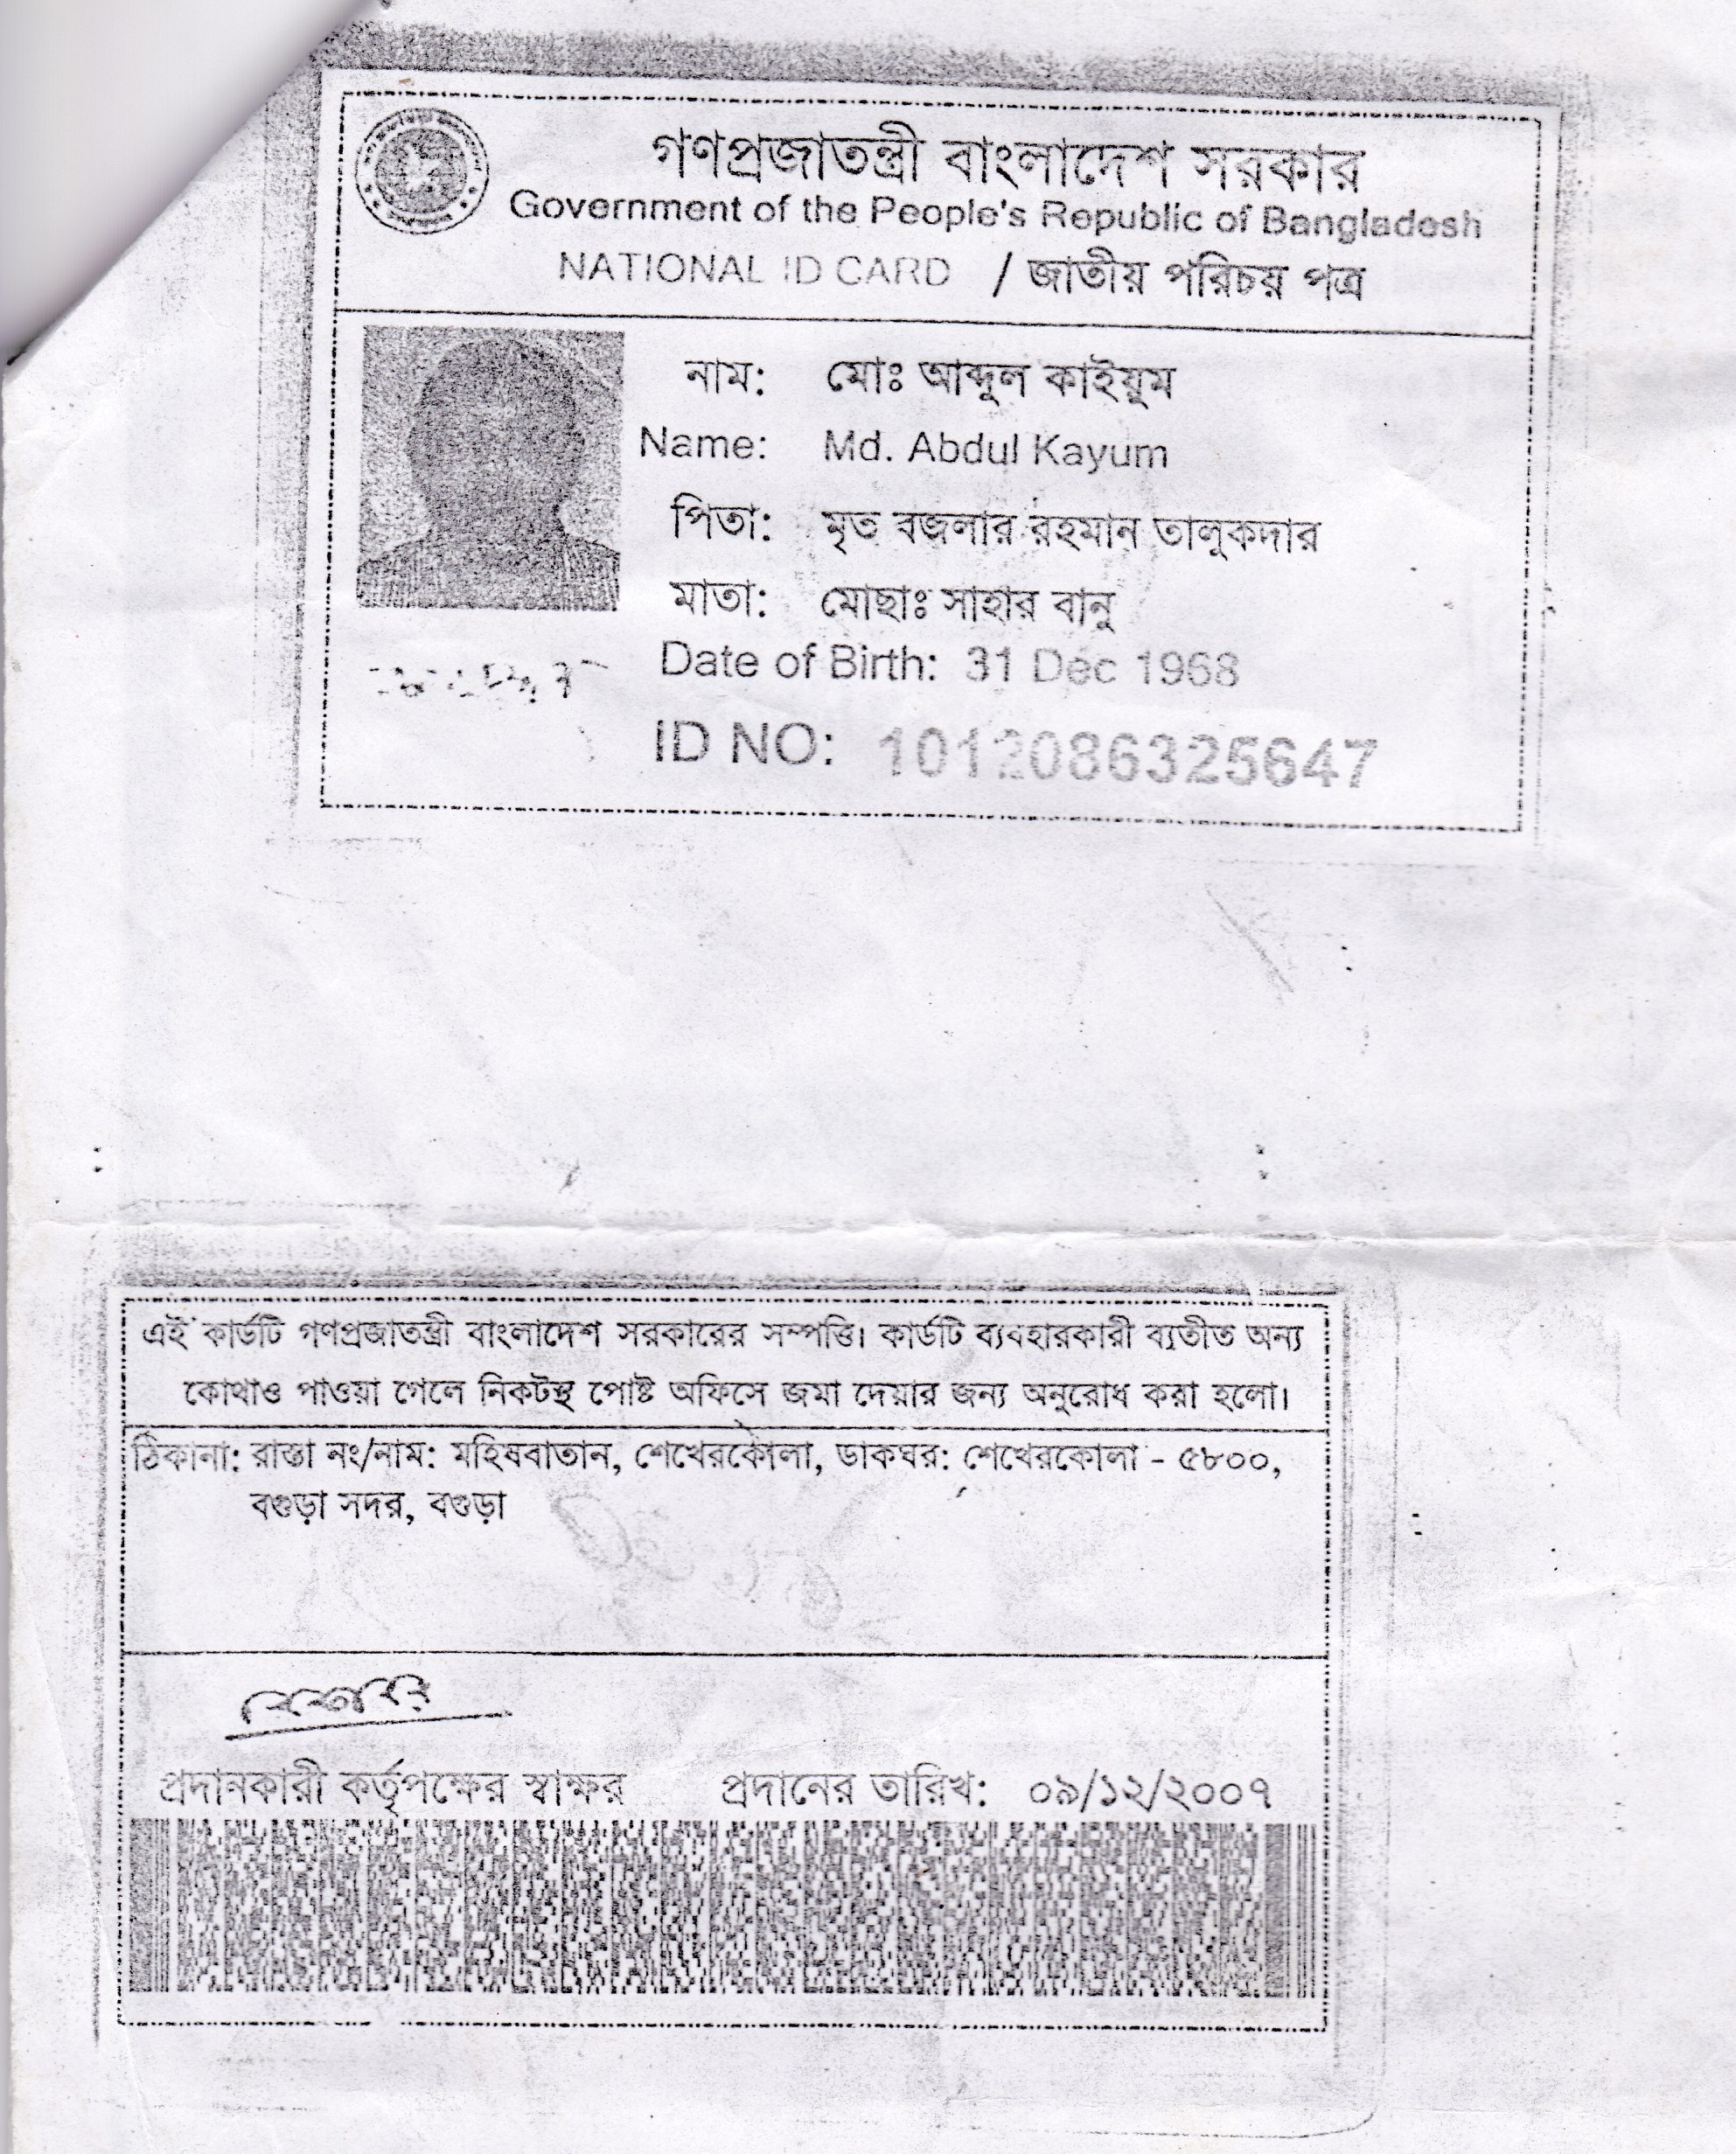 গণপ্রজাতন্ত্রী বাংলাদেশ সরকার
Government of the People's Republic of Bangladesh
NATIONAL ID CARD / জাতীয় পরিচয় পত্র
নাম: মোঃ আব্দুল কাইয়ুম
Name: Md. Abdul Kayum
পিতা: মৃত বজলার রহমান তালুকদার
মাতা: মোছাঃ সাহার বানু
Date of Birth: 31 Dec 1968
ID NO: 1012086325647
এই কার্ডটি গণপ্রজাতন্ত্রী বাংলাদেশ সরকারের সম্পত্তি। কার্ডটি ব্যবহারকারী ব্যতীত অন্য
কোথাও পাওয়া গেলে নিকটস্থ পোষ্ট অফিসে জমা দেয়ার জন্য অনুরোধ করা হলো।
ঠিকানা: রাস্তা নং/নাম: মহিষবাতান, শেখেরকোলা, ডাকঘর: শেখেরকোলা - ৫৮০০,
বগুড়া সদর, বগুড়া
প্রদানকারী কর্তৃপক্ষের স্বাক্ষর প্রদানের তারিখ: ০৯/১২/২০০৭